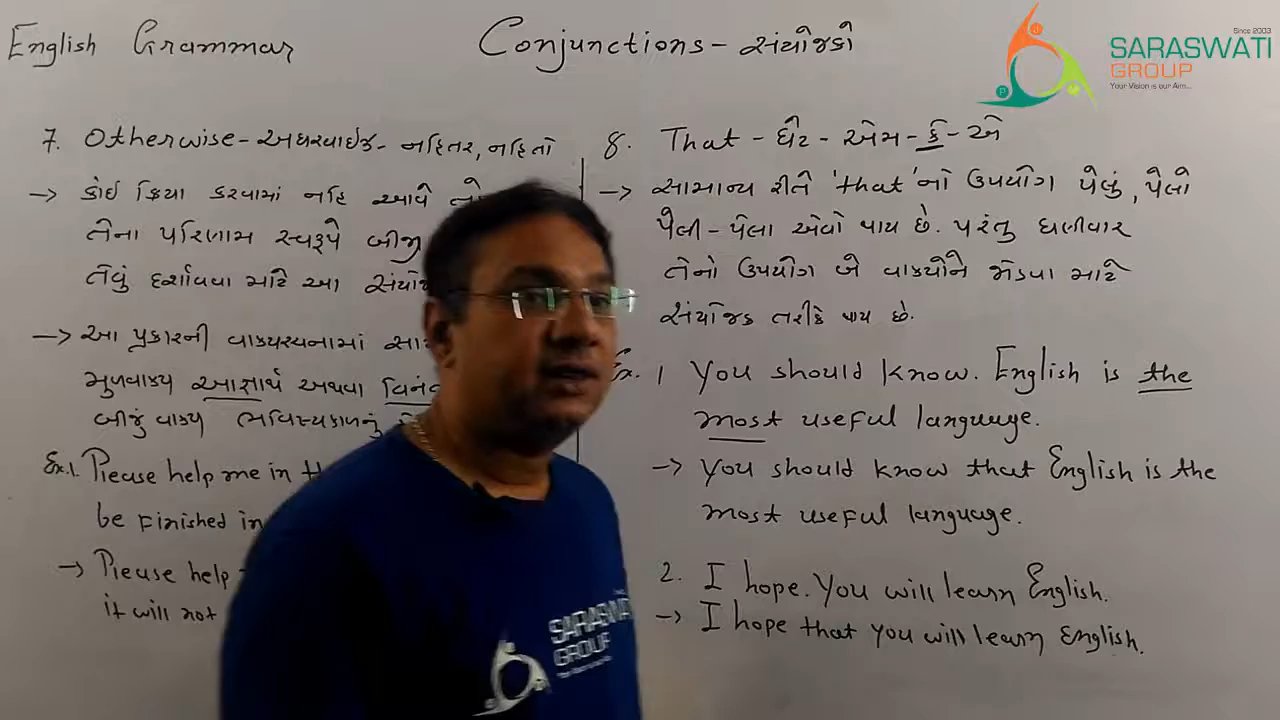 English Grammar
Conjunctions - સંયોજકો
Since 2003
SARASWATI
GROUP
Your Vision is our Aim...
7. Otherwise - અધરવાઇઝ - નહિતર, નહિતો
→ કોઈ ક્રિયા કરવામાં નહિ આવે તો
તેના પરિણામ સ્વરૂપે બીજી
તેવું દર્શાવવા માટે આ
→ આ પ્રકારની વાક્યરચનામાં
મુળવાક્ય આજ્ઞાર્થ અથવા
બીજું વાક્ય ભવિષ્યકાળનું
Ex.1. Please help me in
be finished in
→ Please help
it will not
8. That - ધેટ - એમ - કે - એ
→ સામાન્ય રીતે 'that' નો ઉપયોગ પેલું, પેલો
પેલી - પેલા એવો થાય છે. પરંતુ ઘણીવાર
તેનો ઉપયોગ બે વાક્યોને જોડવા માટે
સંયોજક તરીકે થાય છે.
Ex. 1 You should know. English is the
most useful language.
→ You should know that English is the
most useful language.
2. I hope. You will learn English.
→ I hope that you will learn English.
SARASWATI
GROUP